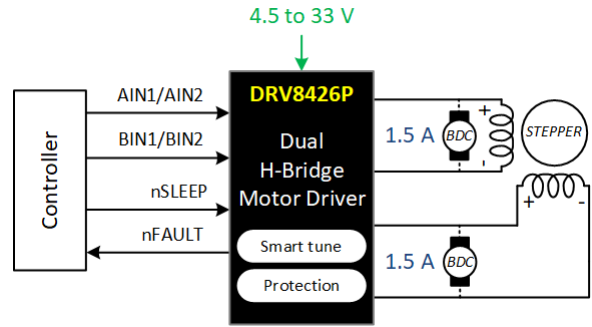 4.5 to 33 V
Controller
AIN1/AIN2
BIN1/BIN2
nSLEEP
nFAULT
DRV8426P
Dual
H-Bridge
Motor Driver
Smart tune
Protection
1.5 A
BDC
+
-
STEPPER
+
-
1.5 A
BDC